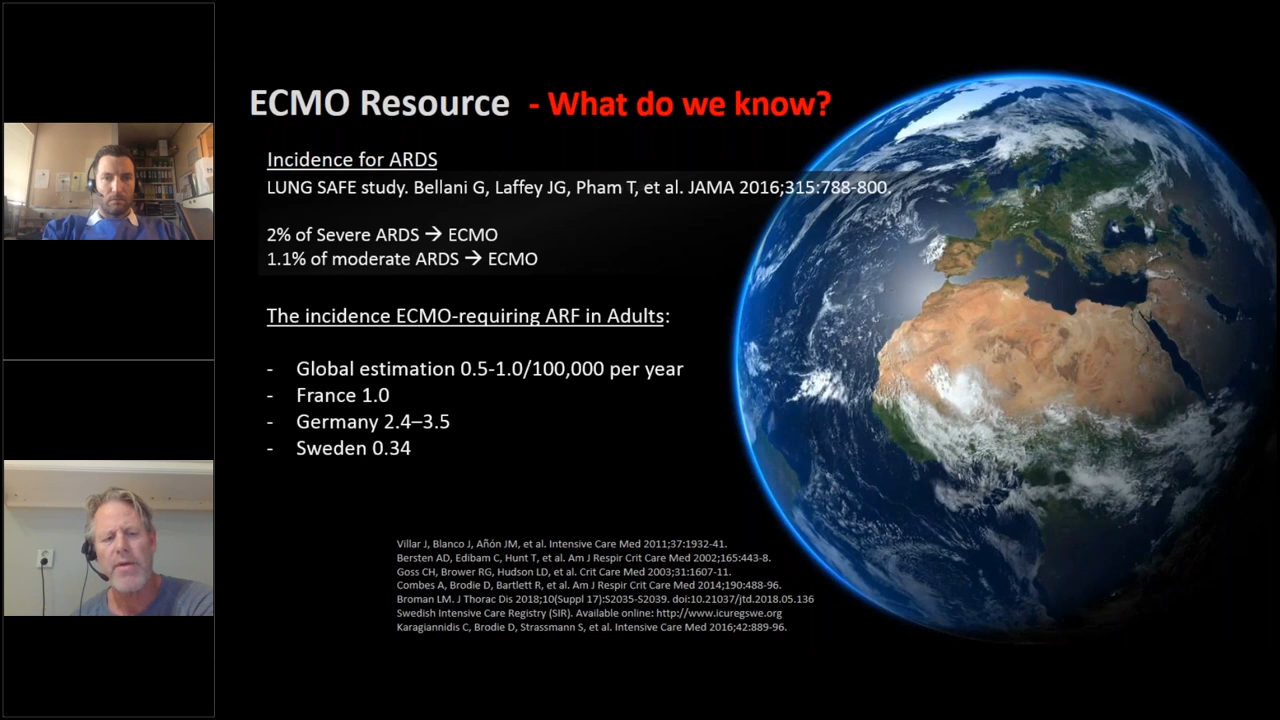 ECMO Resource - What do we know?
Incidence for ARDS
LUNG SAFE study. Bellani G, Laffey JG, Pham T, et al. JAMA 2016;315:788-800.
2% of Severe ARDS → ECMO
1.1% of moderate ARDS → ECMO
The incidence ECMO-requiring ARF in Adults:
- Global estimation 0.5-1.0/100,000 per year
- France 1.0
- Germany 2.4–3.5
- Sweden 0.34
Villar J, Blanco J, Añón JM, et al. Intensive Care Med 2011;37:1932-41.
Bersten AD, Edibam C, Hunt T, et al. Am J Respir Crit Care Med 2002;165:443-8.
Goss CH, Brower RG, Hudson LD, et al. Crit Care Med 2003;31:1607-11.
Combes A, Brodie D, Bartlett R, et al. Am J Respir Crit Care Med 2014;190:488-96.
Broman LM. J Thorac Dis 2018;10(Suppl 17):S2035-S2039. doi:10.21037/jtd.2018.05.136
Swedish Intensive Care Registry (SIR). Available online: http://www.icuregswe.org
Karagiannidis C, Brodie D, Strassmann S, et al. Intensive Care Med 2016;42:889-96.